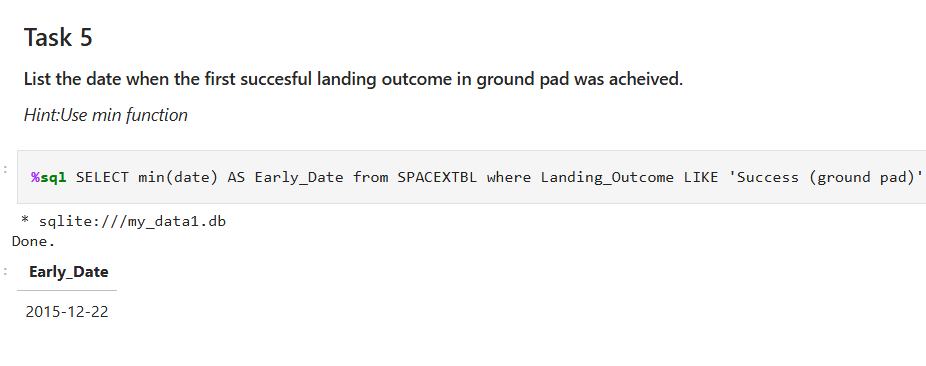 Task 5
List the date when the first succesful landing outcome in ground pad was acheived.
Hint:Use min function
:
%sql SELECT min(date) AS Early_Date from SPACEXTBL where Landing_Outcome LIKE 'Success (ground pad)'
* sqlite:///my_data1.db
Done.
:
Early_Date
2015-12-22